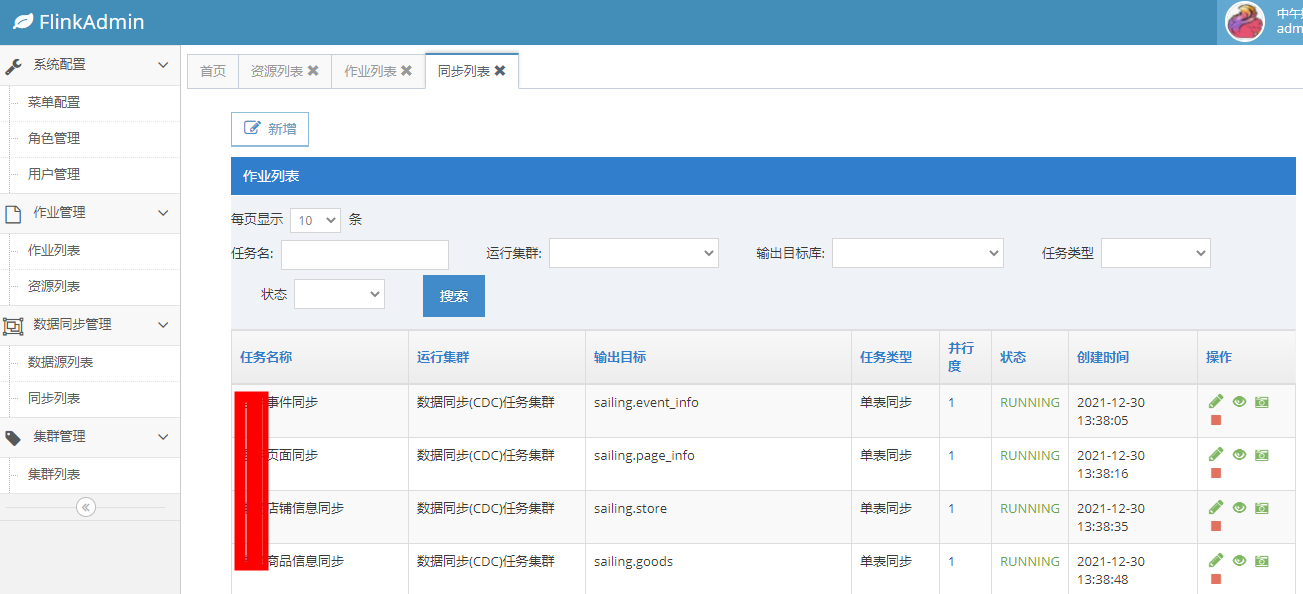 FlinkAdmin
中午
adm
系统配置
菜单配置
角色管理
用户管理
作业管理
作业列表
资源列表
数据同步管理
数据源列表
同步列表
集群管理
集群列表
首页 资源列表 作业列表 同步列表
新增
作业列表
每页显示 10 条
任务名: 运行集群: 输出目标库: 任务类型
状态 搜索
任务名称 运行集群 输出目标 任务类型 并行度 状态 创建时间 操作
事件同步 数据同步(CDC)任务集群 sailing.event_info 单表同步 1 RUNNING 2021-12-30
13:38:05
页面同步 数据同步(CDC)任务集群 sailing.page_info 单表同步 1 RUNNING 2021-12-30
13:38:16
店铺信息同步 数据同步(CDC)任务集群 sailing.store 单表同步 1 RUNNING 2021-12-30
13:38:35
商品信息同步 数据同步(CDC)任务集群 sailing.goods 单表同步 1 RUNNING 2021-12-30
13:38:48